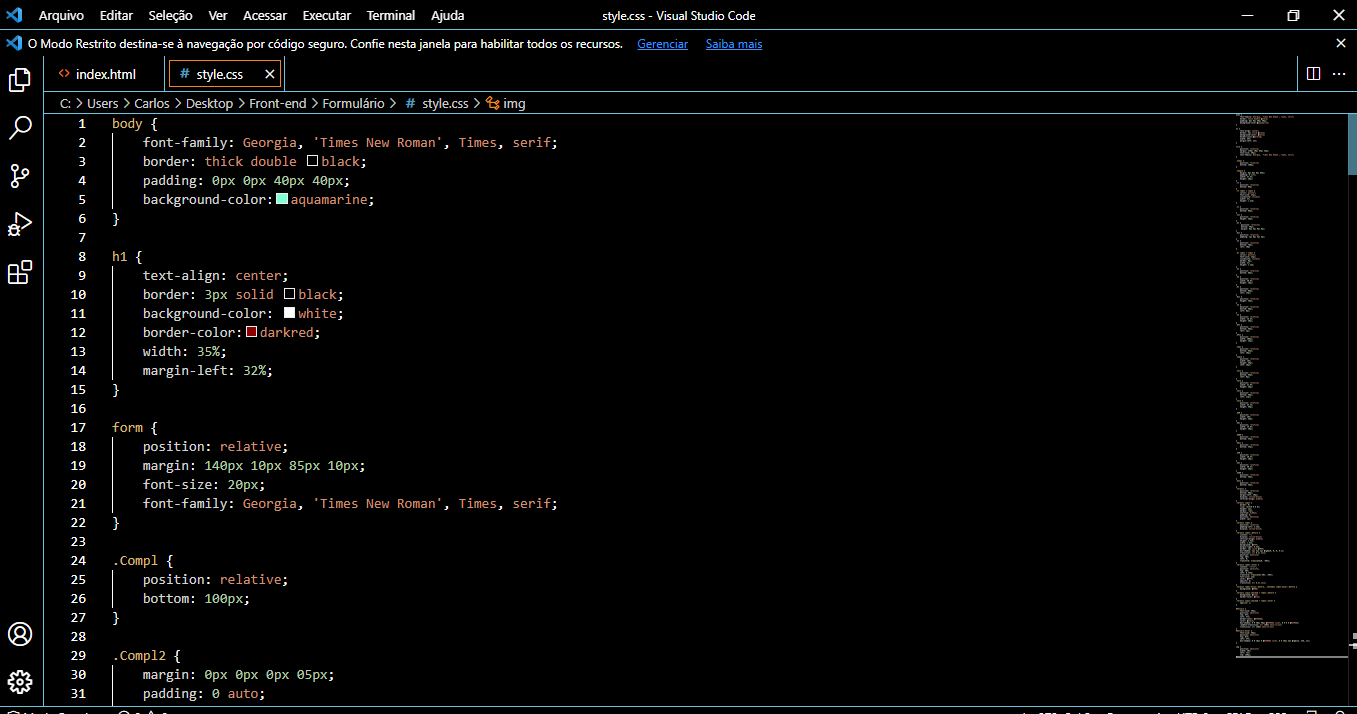 Arquivo Editar Seleção Ver Acessar Executar Terminal Ajuda style.css - Visual Studio Code
O Modo Restrito destina-se à navegação por código seguro. Confie nesta janela para habilitar todos os recursos. Gerenciar Saiba mais
<> index.html # style.css
C: > Users > Carlos > Desktop > Front-end > Formulário > # style.css > img
1 body {
2 font-family: Georgia, 'Times New Roman', Times, serif;
3 border: thick double black;
4 padding: 0px 0px 40px 40px;
5 background-color: aquamarine;
6 }
7
8 h1 {
9 text-align: center;
10 border: 3px solid black;
11 background-color: white;
12 border-color: darkred;
13 width: 35%;
14 margin-left: 32%;
15 }
16
17 form {
18 position: relative;
19 margin: 140px 10px 85px 10px;
20 font-size: 20px;
21 font-family: Georgia, 'Times New Roman', Times, serif;
22 }
23
24 .Compl {
25 position: relative;
26 bottom: 100px;
27 }
28
29 .Compl2 {
30 margin: 0px 0px 0px 05px;
31 padding: 0 auto;